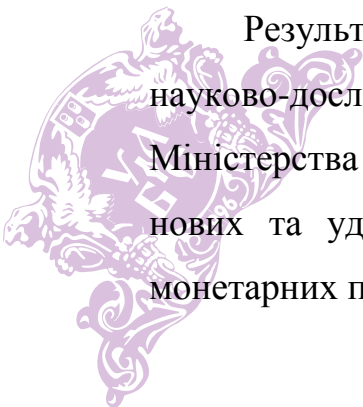 Результ
науково-досл
Міністерства
нових та уд
монетарних п